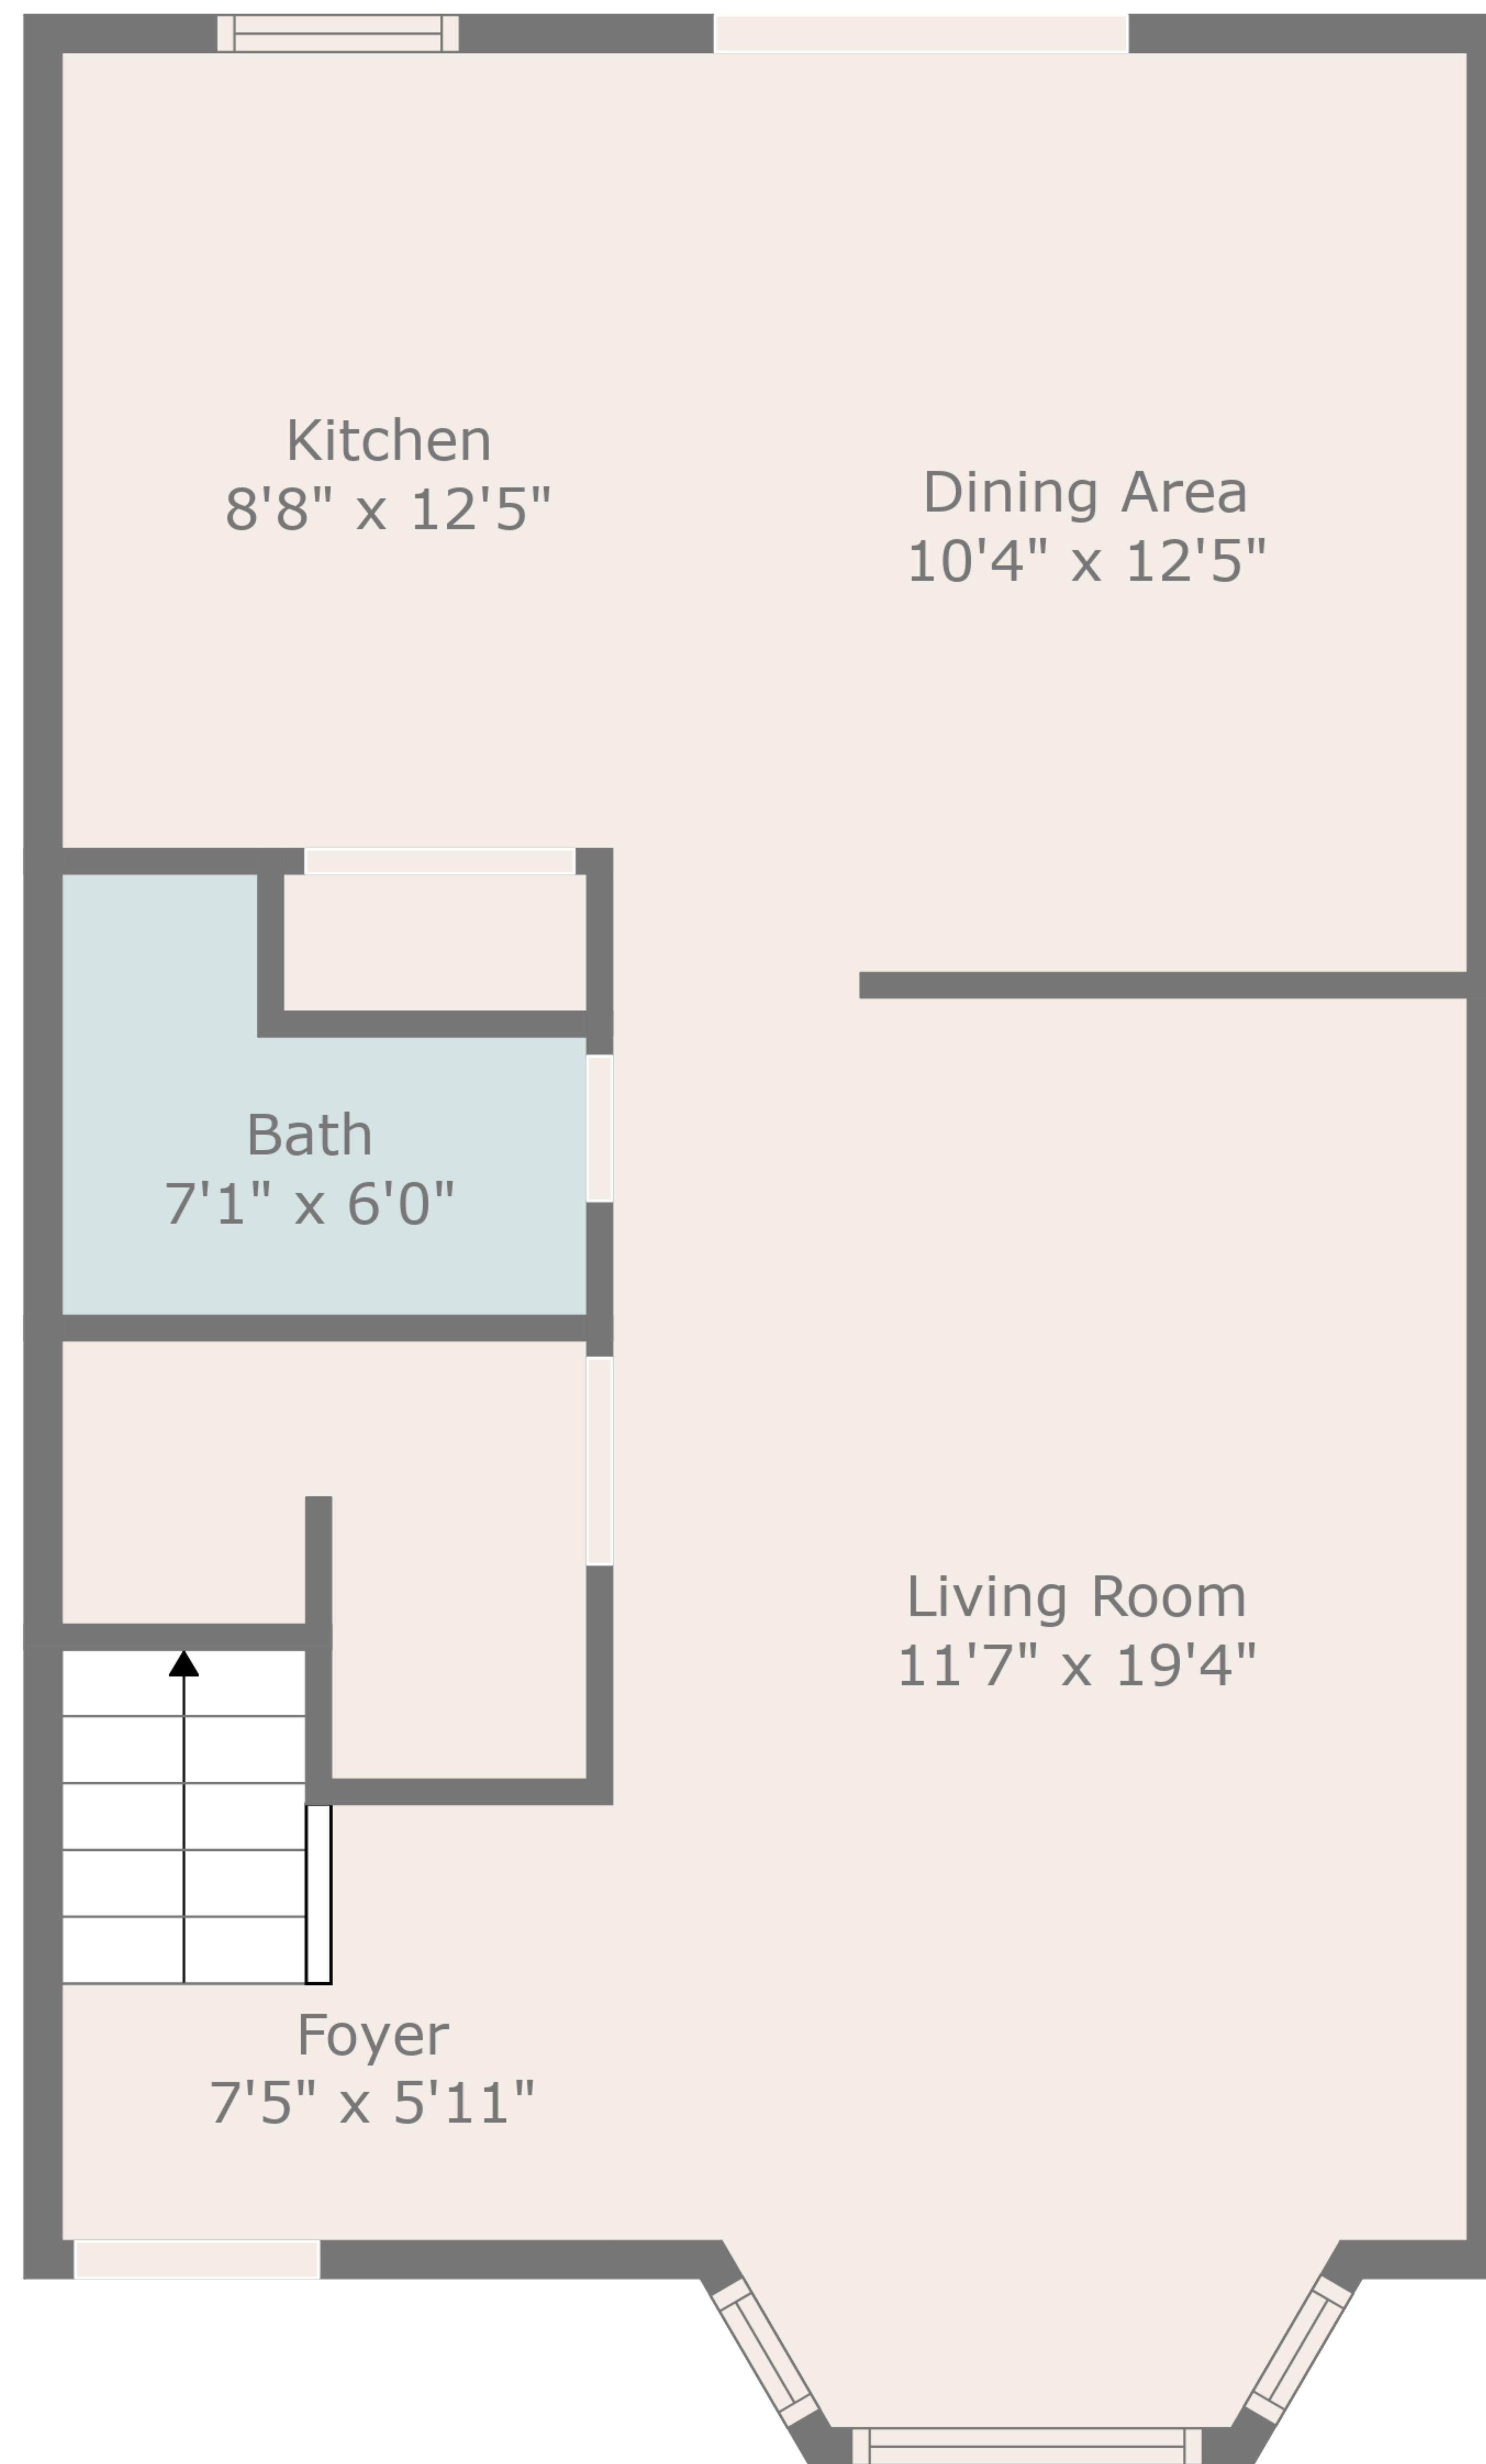 Kitchen
8'8" x 12'5"
Dining Area
10'4" x 12'5"
Bath
7'1" x 6'0"
Living Room
11'7" x 19'4"
Foyer
7'5" x 5'11"